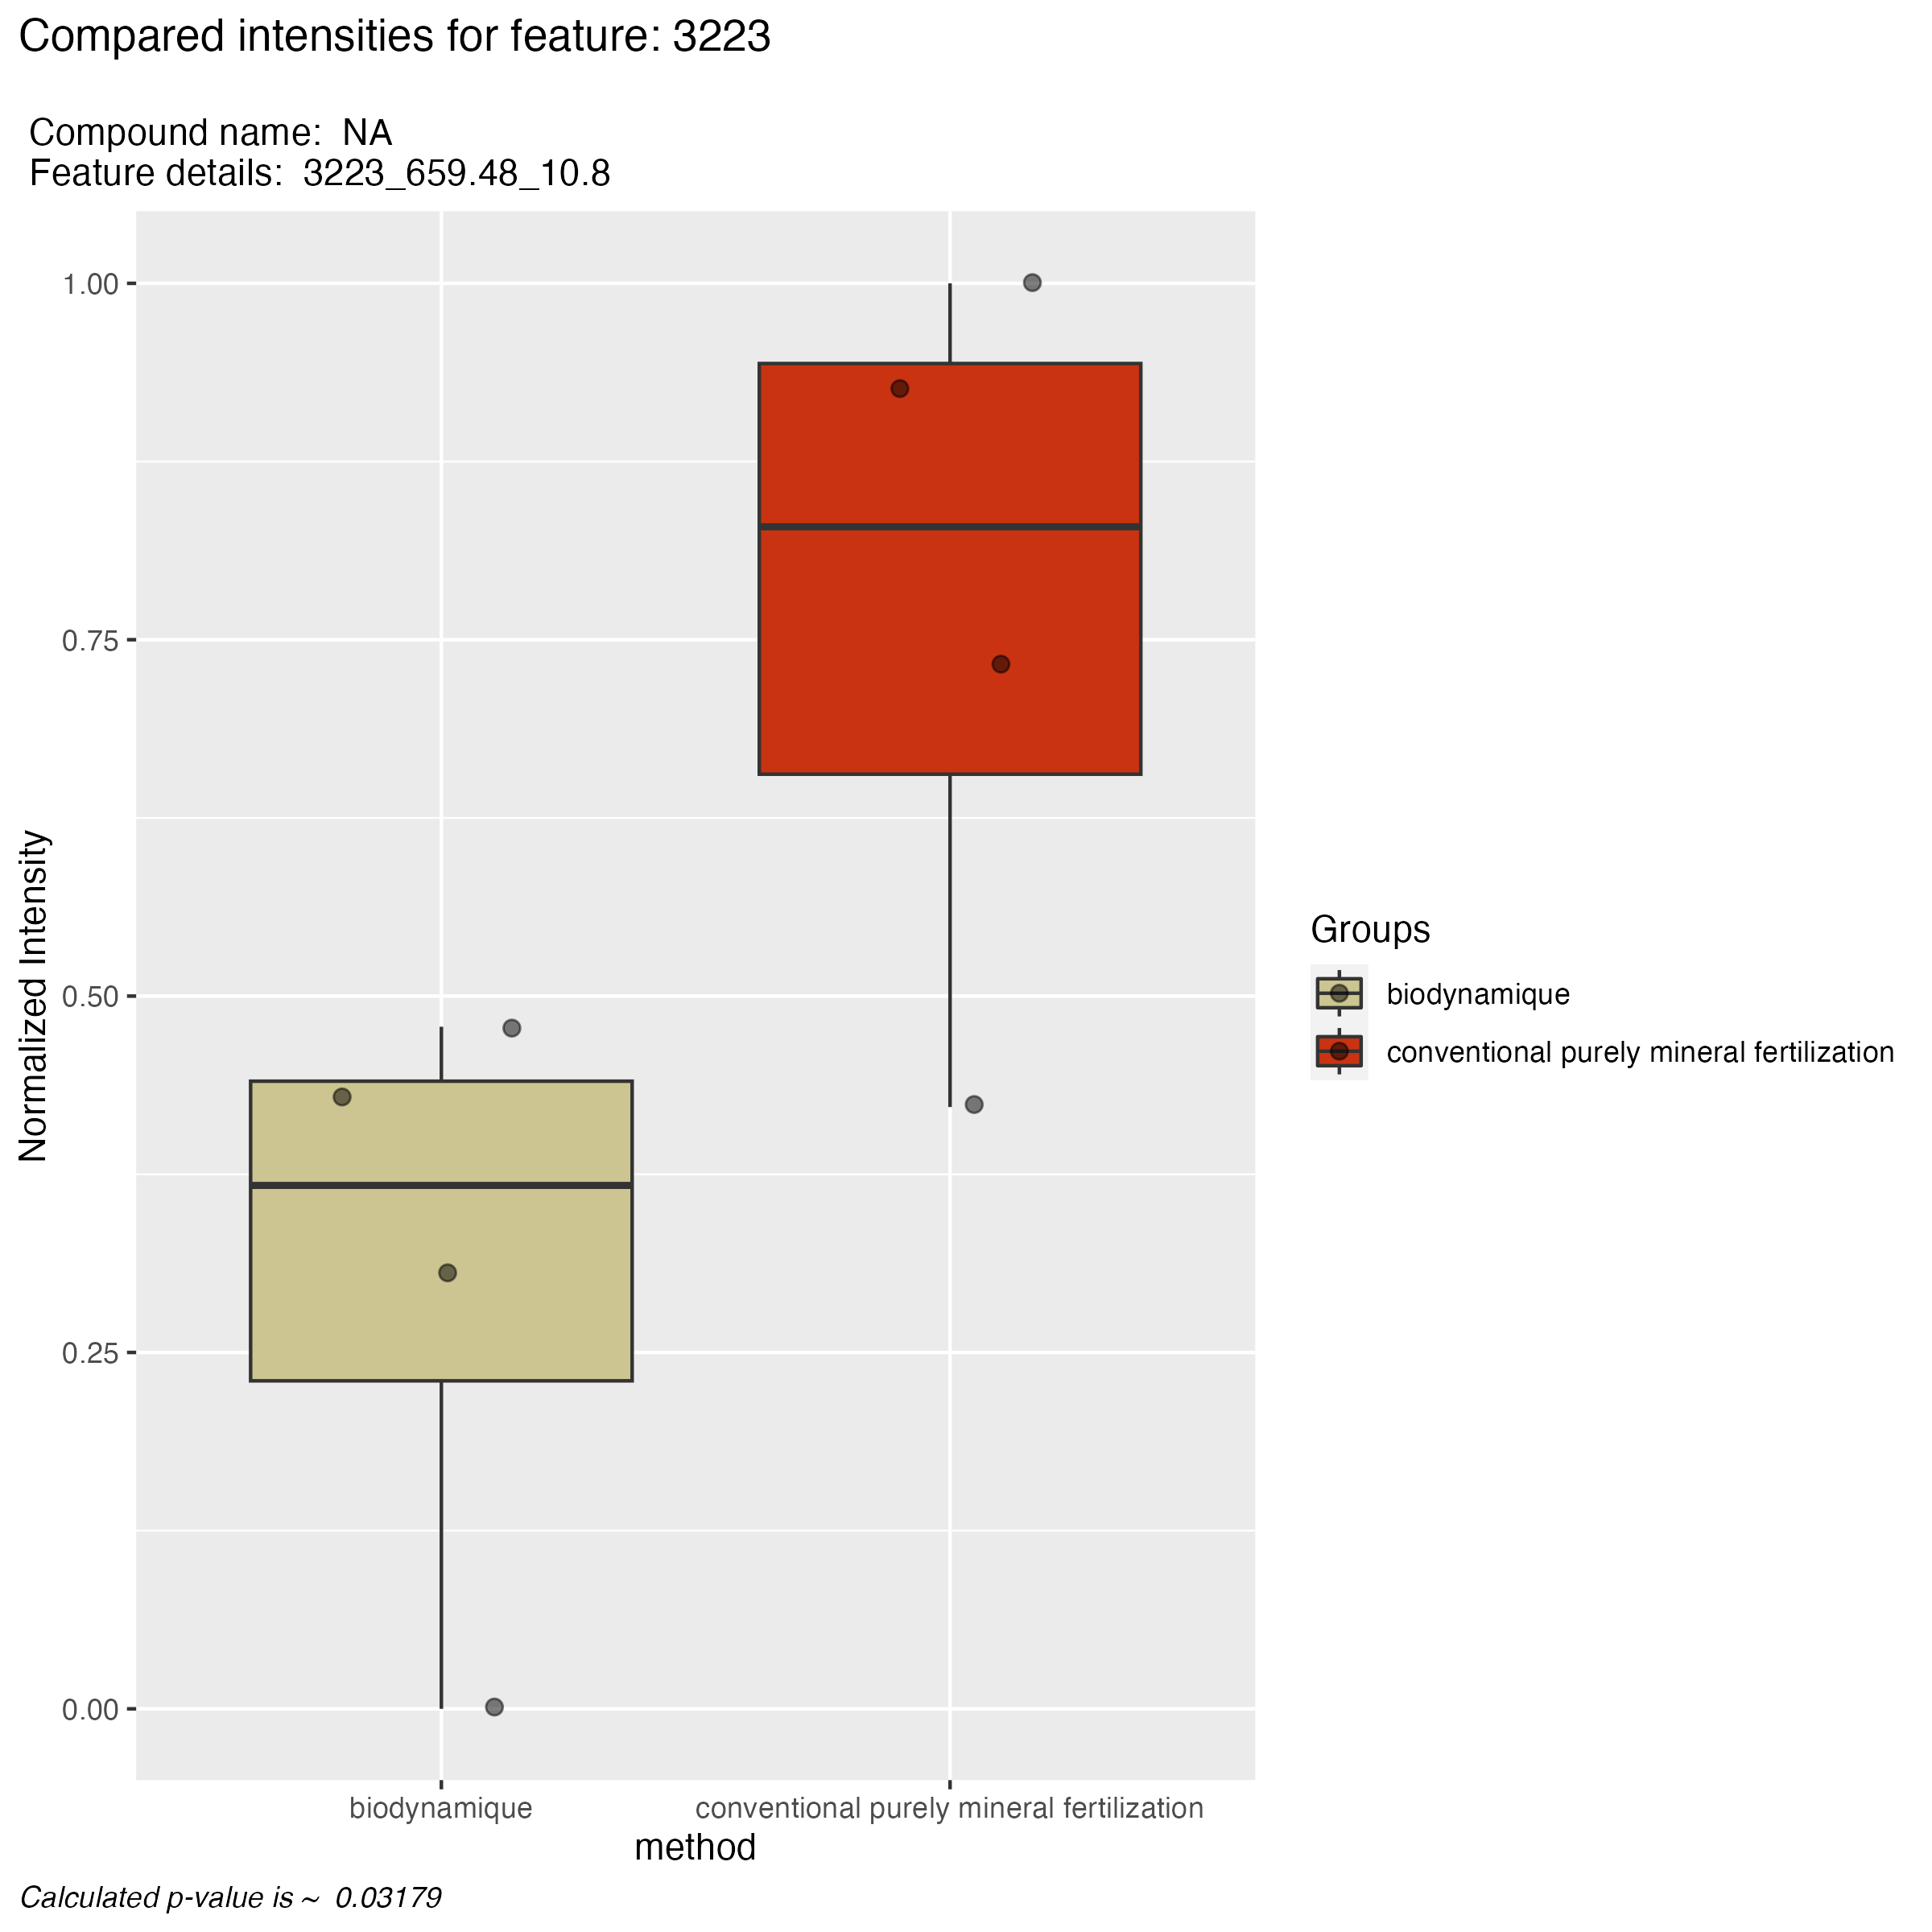 Compared intensities for feature: 3223
Compound name:  NA
Feature details:  3223_659.48_10.8
1.00
0.75
0.50
0.25
0.00
Normalized Intensity
biodynamique
conventional purely mineral fertilization
method
Groups
biodynamique
conventional purely mineral fertilization
Calculated p-value is ~  0.03179